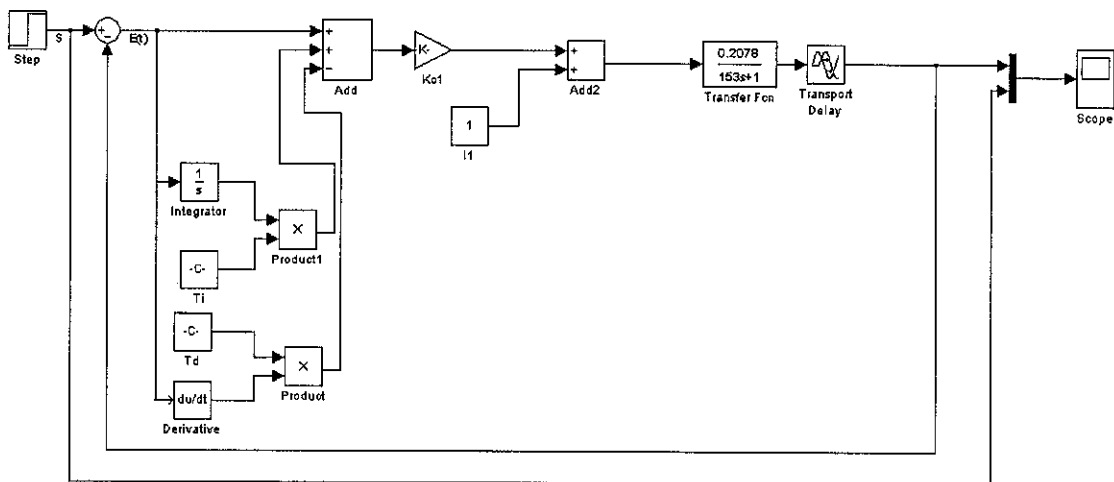 Step
S
+
−
E(t)
+
+
−
Add
K-
Kc1
+
+
Add2
1
I1
0.2078
153s+1
Transfer Fcn
Transport
Delay
Scope
1
s
Integrator
×
Product1
-C-
Ti
-C-
Td
×
Product
du/dt
Derivative